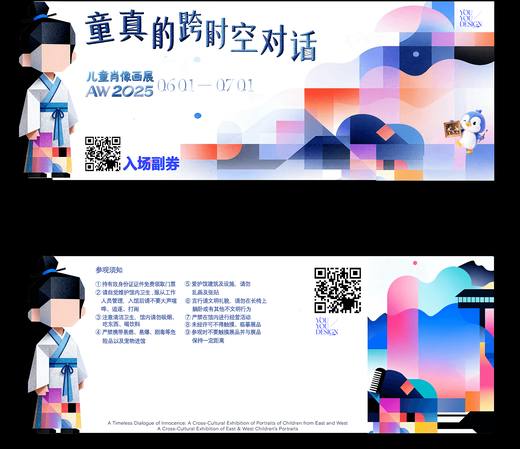 童真的跨时空对话
YOU
YOU
DESIGN
儿童肖像画展
AW 2025
06 01—07 01
入场副券
参观须知
① 持有效身份证证件免费领取门票
② 请自觉维护馆内卫生,服从工作
人员管理、入馆后请不要大声喧
哗、追逐、打闹
③ 注意清洁卫生、馆内请勿吸烟、
吃东西、喝饮料
④ 严禁携带易燃、易爆、剧毒等危
险品以及宠物进馆
⑤ 爱护馆建筑及设施、请勿
乱画及张贴
⑥ 言行请文明礼貌、请勿在长椅上
躺卧或有其他不文明行为
⑦ 严禁在馆内进行经营活动
⑧ 未经许可不得触摸、临摹展品
⑨ 参观时不要触摸展品并与展品
保持一定距离
YOU
YOU
DESIGN
A Timeless Dialogue of Innocence: A Cross-Cultural Exhibition of Portraits of Children from East and West
A Cross-Cultural Exhibition of East & West Children's Portraits